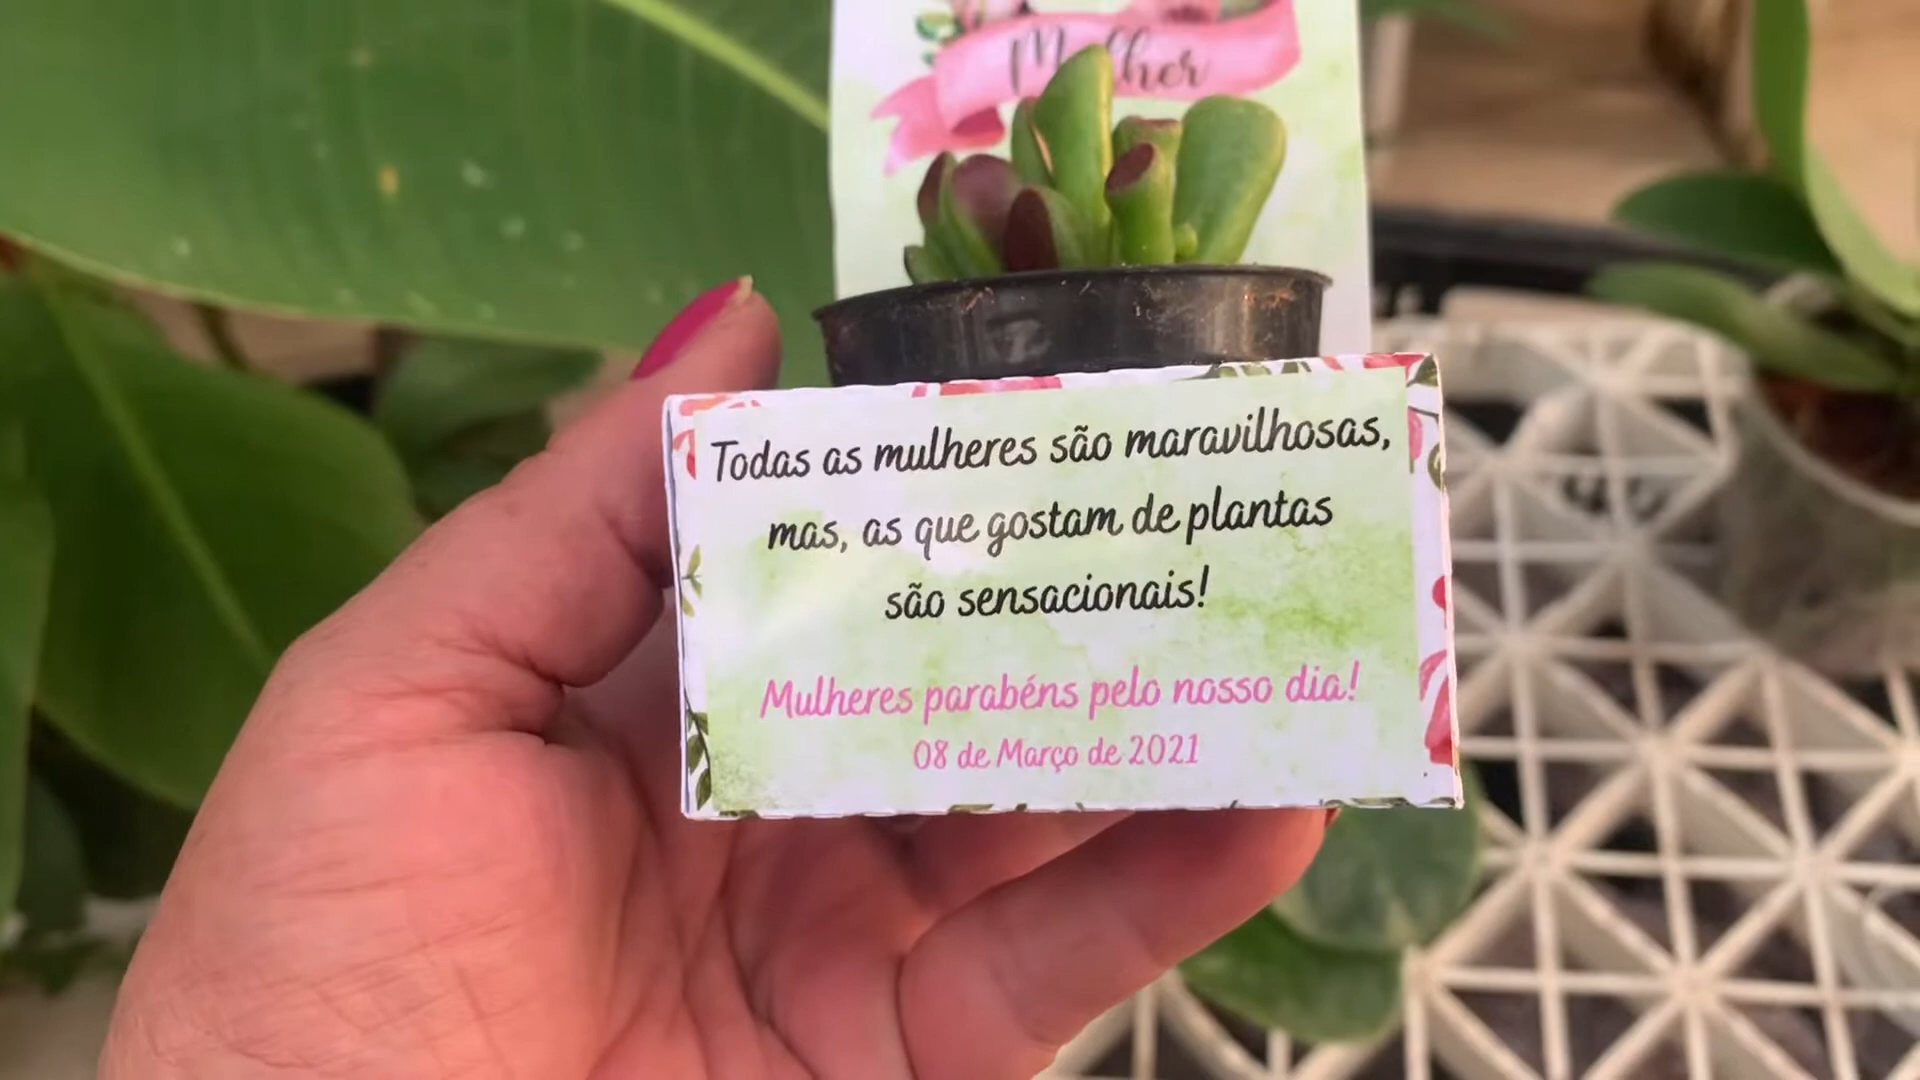 Mulher
Todas as mulheres são maravilhosas,
mas, as que gostam de plantas
são sensacionais!
Mulheres parabéns pelo nosso dia!
08 de Março de 2021